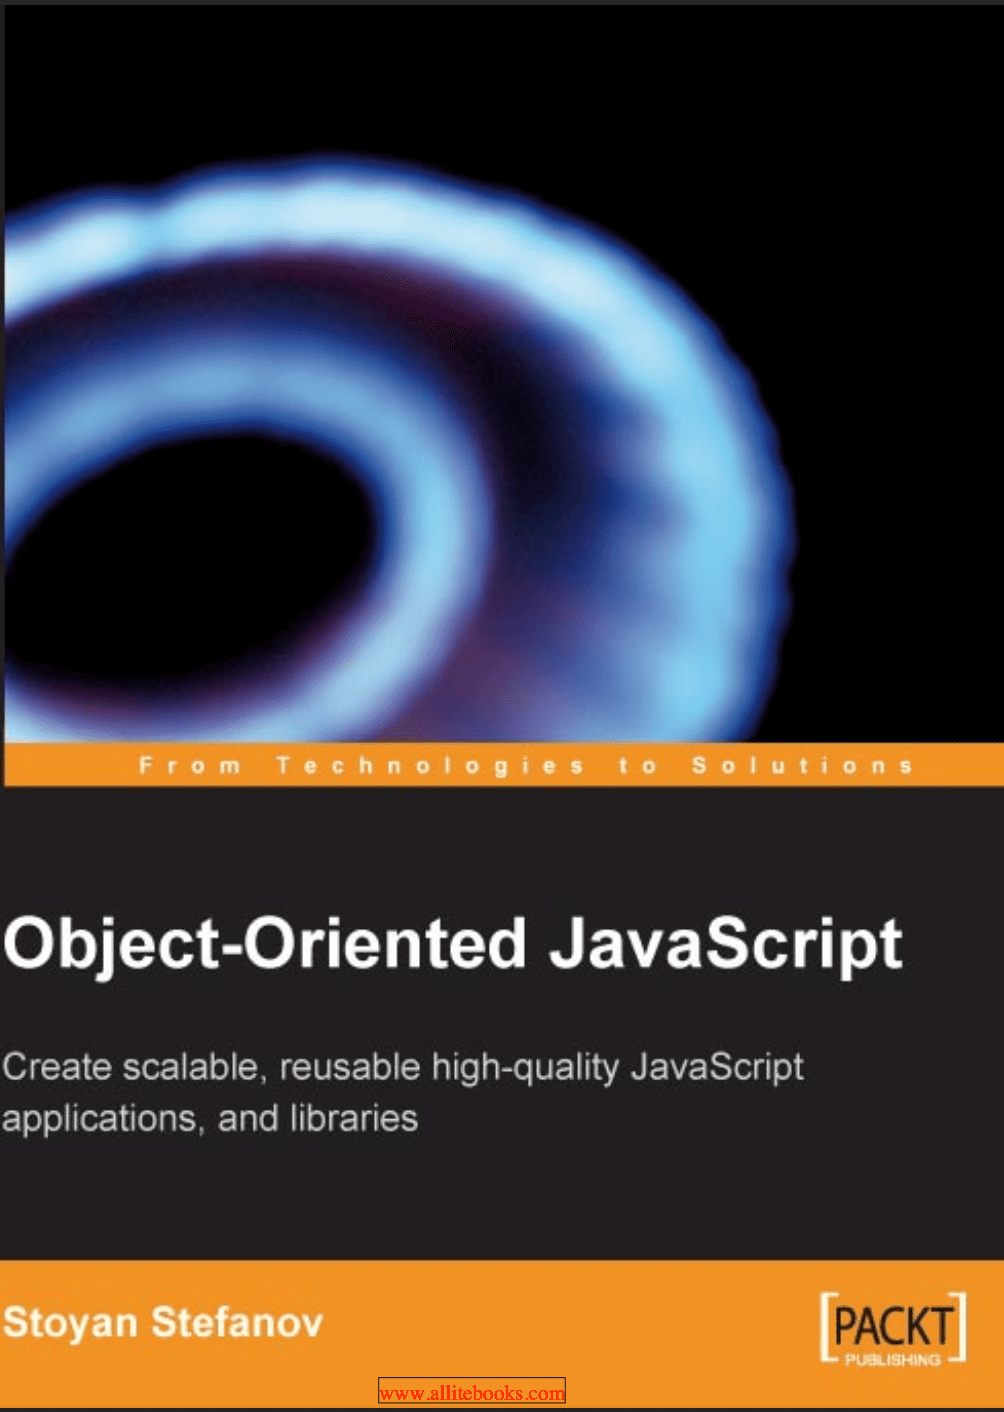 From Technologies to Solutions
Object-Oriented JavaScript
Create scalable, reusable high-quality JavaScript
applications, and libraries
Stoyan Stefanov
[PACKT]
PUBLISHING
www.allitebooks.com